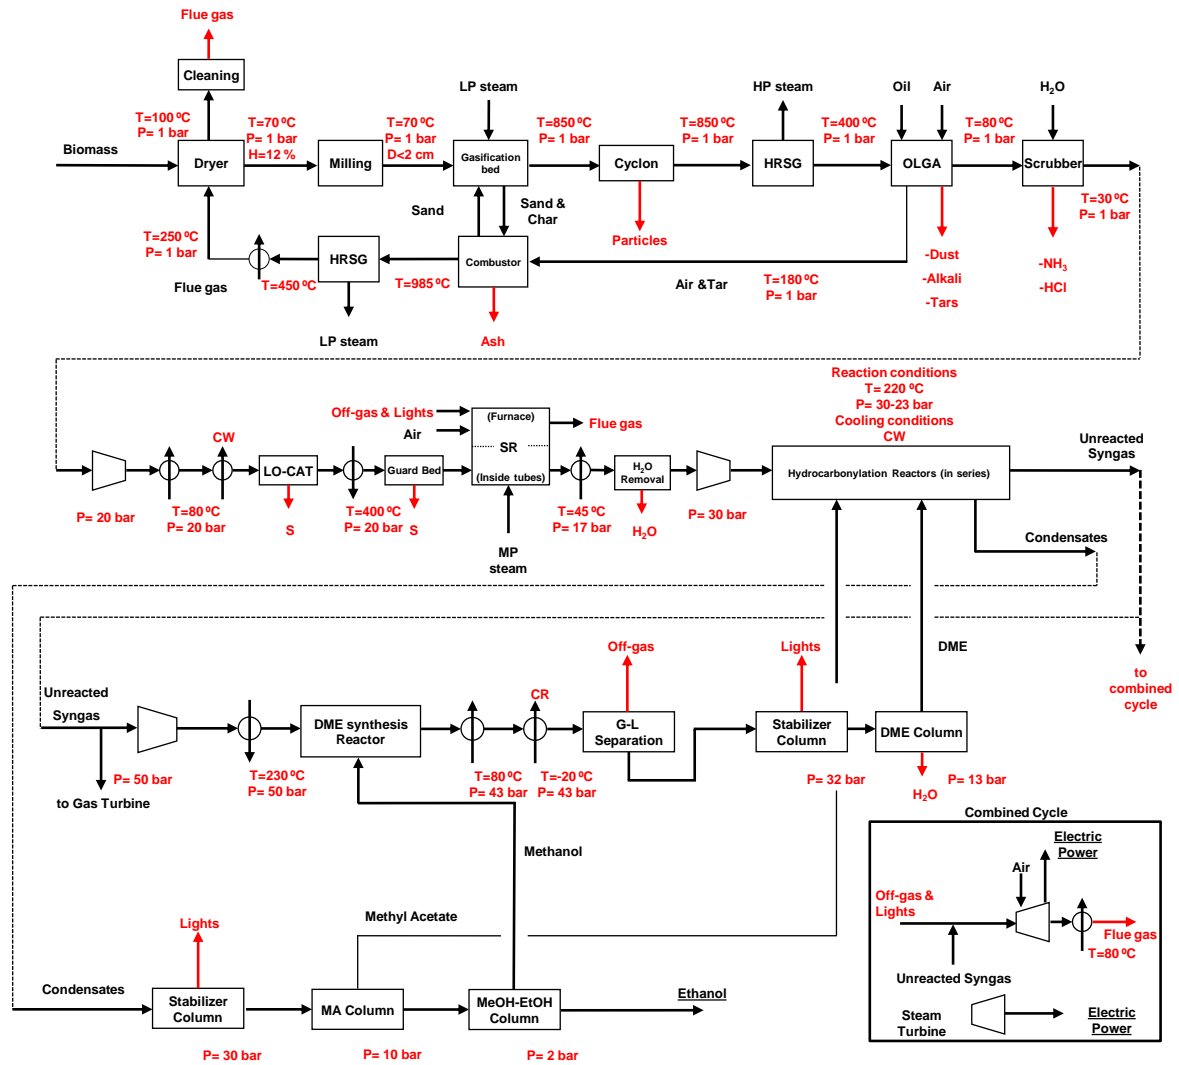 Flue gas
Cleaning
T=100 ºC
P= 1 bar
T=70 ºC
P= 1 bar
H=12 %
LP steam
T=70 ºC
P= 1 bar
D<2 cm
T=850 ºC
P= 1 bar
T=850 ºC
P= 1 bar
HP steam
T=400 ºC
P= 1 bar
Oil
Air
T=80 ºC
P= 1 bar
H2O
Biomass
Dryer
Milling
Gasification
bed
Cyclon
HRSG
OLGA
Scrubber
T=30 ºC
P= 1 bar
Sand
Sand &
Char
Particles
T=250 ºC
P= 1 bar
Flue gas
T=450 ºC
HRSG
T=985 ºC
Combustor
Air &Tar
T=180 ºC
P= 1 bar
-Dust
-Alkali
-Tars
-NH3
-HCl
LP steam
Ash
Reaction conditions
T= 220 ºC
P= 30-23 bar
Cooling conditions
CW
Off-gas & Lights
Air
(Furnace)
SR
(Inside tubes)
Flue gas
Unreacted
Syngas
CW
LO-CAT
Guard Bed
H2O
Removal
Hydrocarbonylation Reactors (in series)
P= 20 bar
T=80ºC
P= 20 bar
S
T=400ºC
P= 20 bar
S
MP
steam
T=45 ºC
P= 17 bar
H2O
P= 30 bar
Condensates
Off-gas
Lights
DME
to
combined
cycle
Unreacted
Syngas
DME synthesis
Reactor
CR
G-L
Separation
Stabilizer
Column
DME Column
P= 50 bar
to Gas Turbine
T=230 ºC
P= 50 bar
T=80 ºC
P= 43 bar
T=-20 ºC
P= 43 bar
P= 32 bar
H2O
P= 13 bar
Methanol
Combined Cycle
Electric
Power
Air
Off-gas &
Lights
Flue gas
T=80 ºC
Unreacted Syngas
Steam
Turbine
Electric
Power
Methyl Acetate
Lights
Condensates
Stabilizer
Column
MA Column
MeOH-EtOH
Column
Ethanol
P= 30 bar
P= 10 bar
P= 2 bar